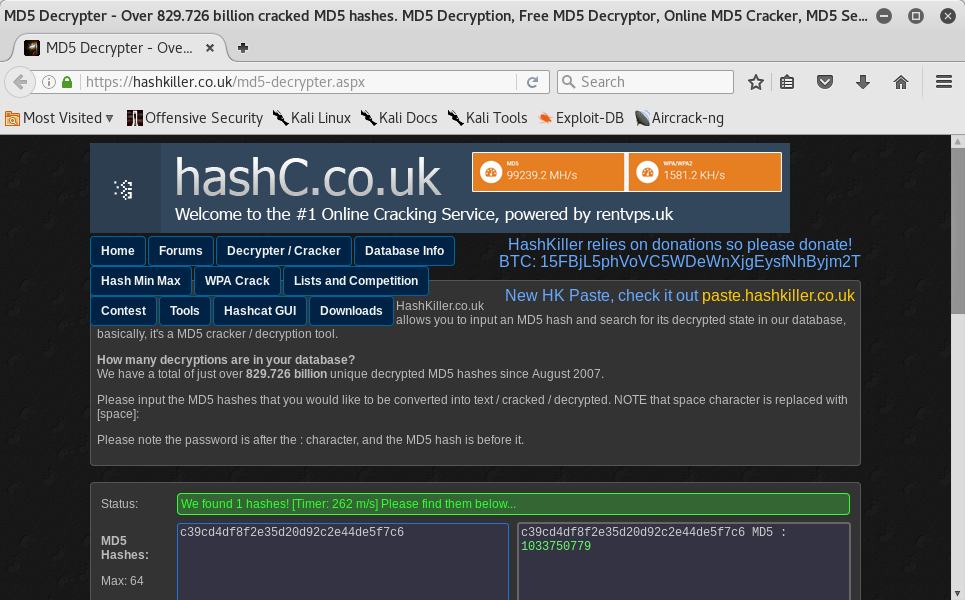 MD5 Decrypter - Over 829.726 billion cracked MD5 hashes. MD5 Decryption, Free MD5 Decryptor, Online MD5 Cracker, MD5 Se...
MD5 Decrypter - Ove...
https://hashkiller.co.uk/md5-decrypter.aspx
Search
Most Visited
Offensive Security
Kali Linux
Kali Docs
Kali Tools
Exploit-DB
Aircrack-ng
hashC.co.uk
MD5
99239.2 MH/s
WPA/WPA2
1581.2 KH/s
Welcome to the #1 Online Cracking Service, powered by rentvps.uk
Home
Forums
Decrypter / Cracker
Database Info
HashKiller relies on donations so please donate!
BTC: 15FBjL5phVoVC5WDeWnXjgEysfNhByjm2T
Hash Min Max
WPA Crack
Lists and Competition
New HK Paste, check it out paste.hashkiller.co.uk
Contest
Tools
Hashcat GUI
Downloads
HashKiller.co.uk
allows you to input an MD5 hash and search for its decrypted state in our database,
basically, it's a MD5 cracker / decryption tool.
How many decryptions are in your database?
We have a total of just over 829.726 billion unique decrypted MD5 hashes since August 2007.
Please input the MD5 hashes that you would like to be converted into text / cracked / decrypted. NOTE that space character is replaced with
[space]:
Please note the password is after the : character, and the MD5 hash is before it.
Status:
We found 1 hashes! [Timer: 262 m/s] Please find them below...
MD5
Hashes:
Max: 64
c39cd4df8f2e35d20d92c2e44de5f7c6
c39cd4df8f2e35d20d92c2e44de5f7c6 MD5 :
1033750779